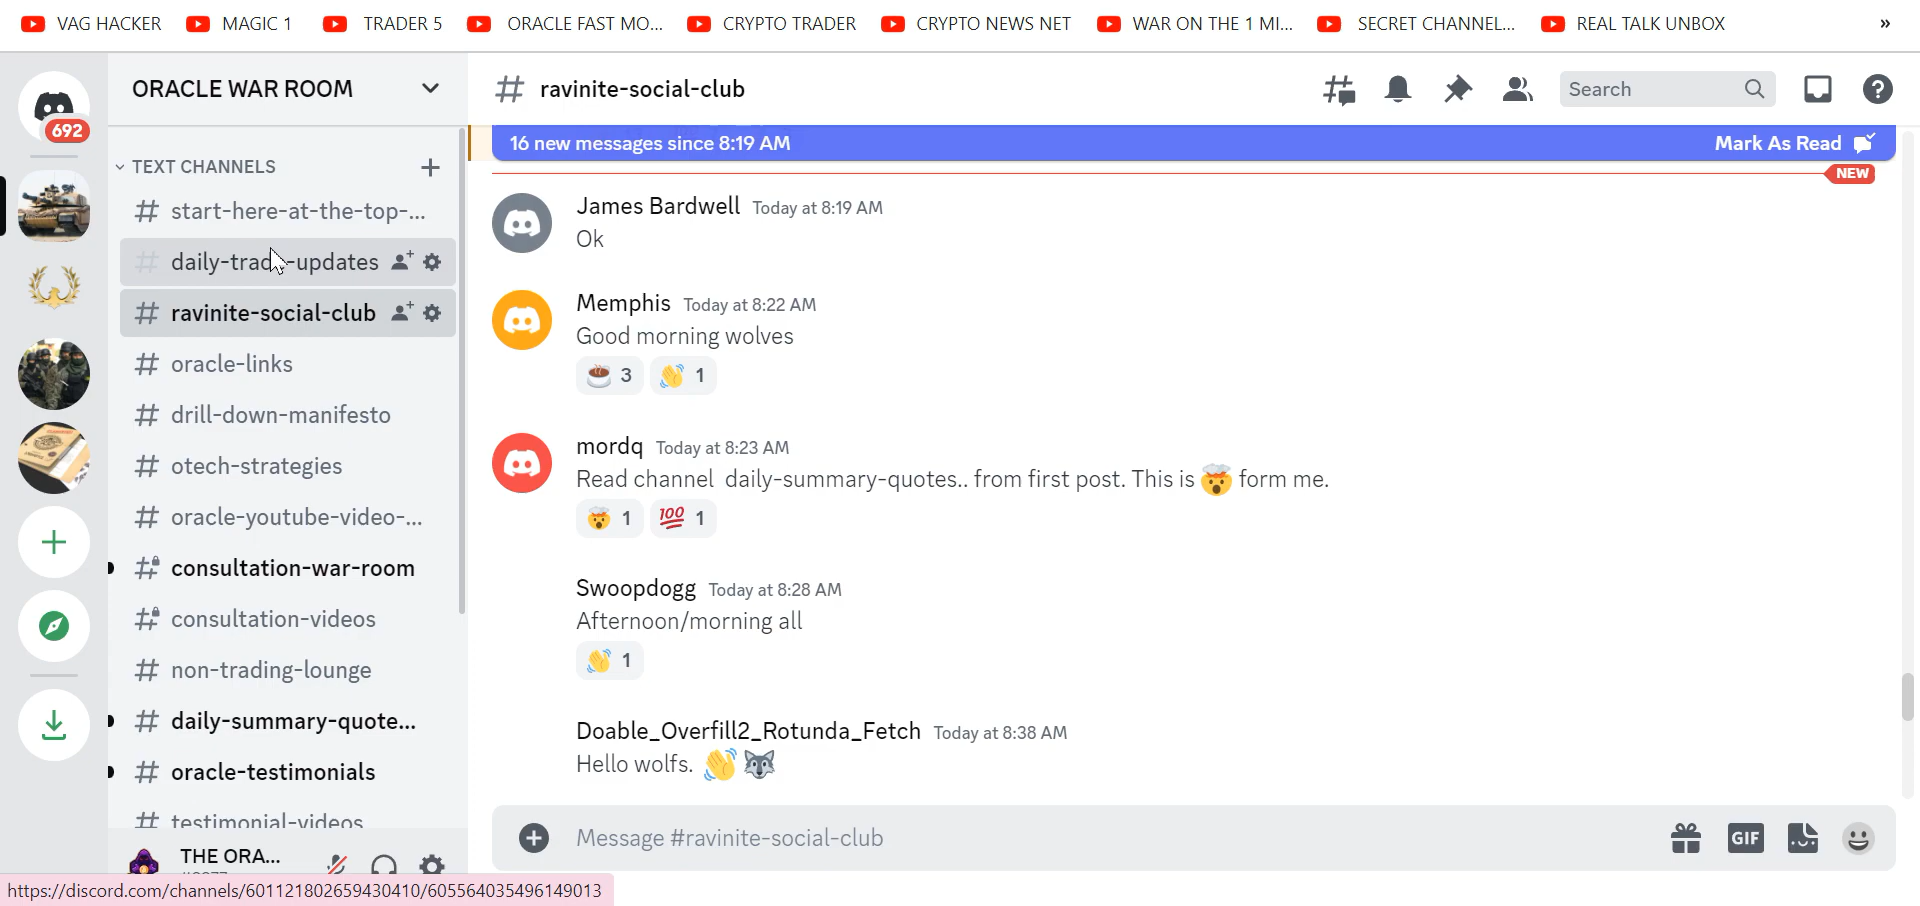 VAG HACKER
MAGIC 1
TRADER 5
ORACLE FAST MO...
CRYPTO TRADER
CRYPTO NEWS NET
WAR ON THE 1 MI...
SECRET CHANNEL...
REAL TALK UNBOX
»
692
ORACLE WAR ROOM
TEXT CHANNELS
# start-here-at-the-top-...
# daily-trade-updates
# ravinite-social-club
# oracle-links
# drill-down-manifesto
# otech-strategies
# oracle-youtube-video-...
# consultation-war-room
# consultation-videos
# non-trading-lounge
# daily-summary-quote...
# oracle-testimonials
# testimonial-videos
THE ORA...
# ravinite-social-club
Search
16 new messages since 8:19 AM
Mark As Read
NEW
James Bardwell Today at 8:19 AM
Ok
Memphis Today at 8:22 AM
Good morning wolves
☕ 3 👋 1
mordq Today at 8:23 AM
Read channel daily-summary-quotes.. from first post. This is 🤯 form me.
🤯 1 💯 1
Swoopdogg Today at 8:28 AM
Afternoon/morning all
👋 1
Doable_Overfill2_Rotunda_Fetch Today at 8:38 AM
Hello wolfs. 👋🐺
Message #ravinite-social-club
GIF
https://discord.com/channels/601121802659430410/605564035496149013